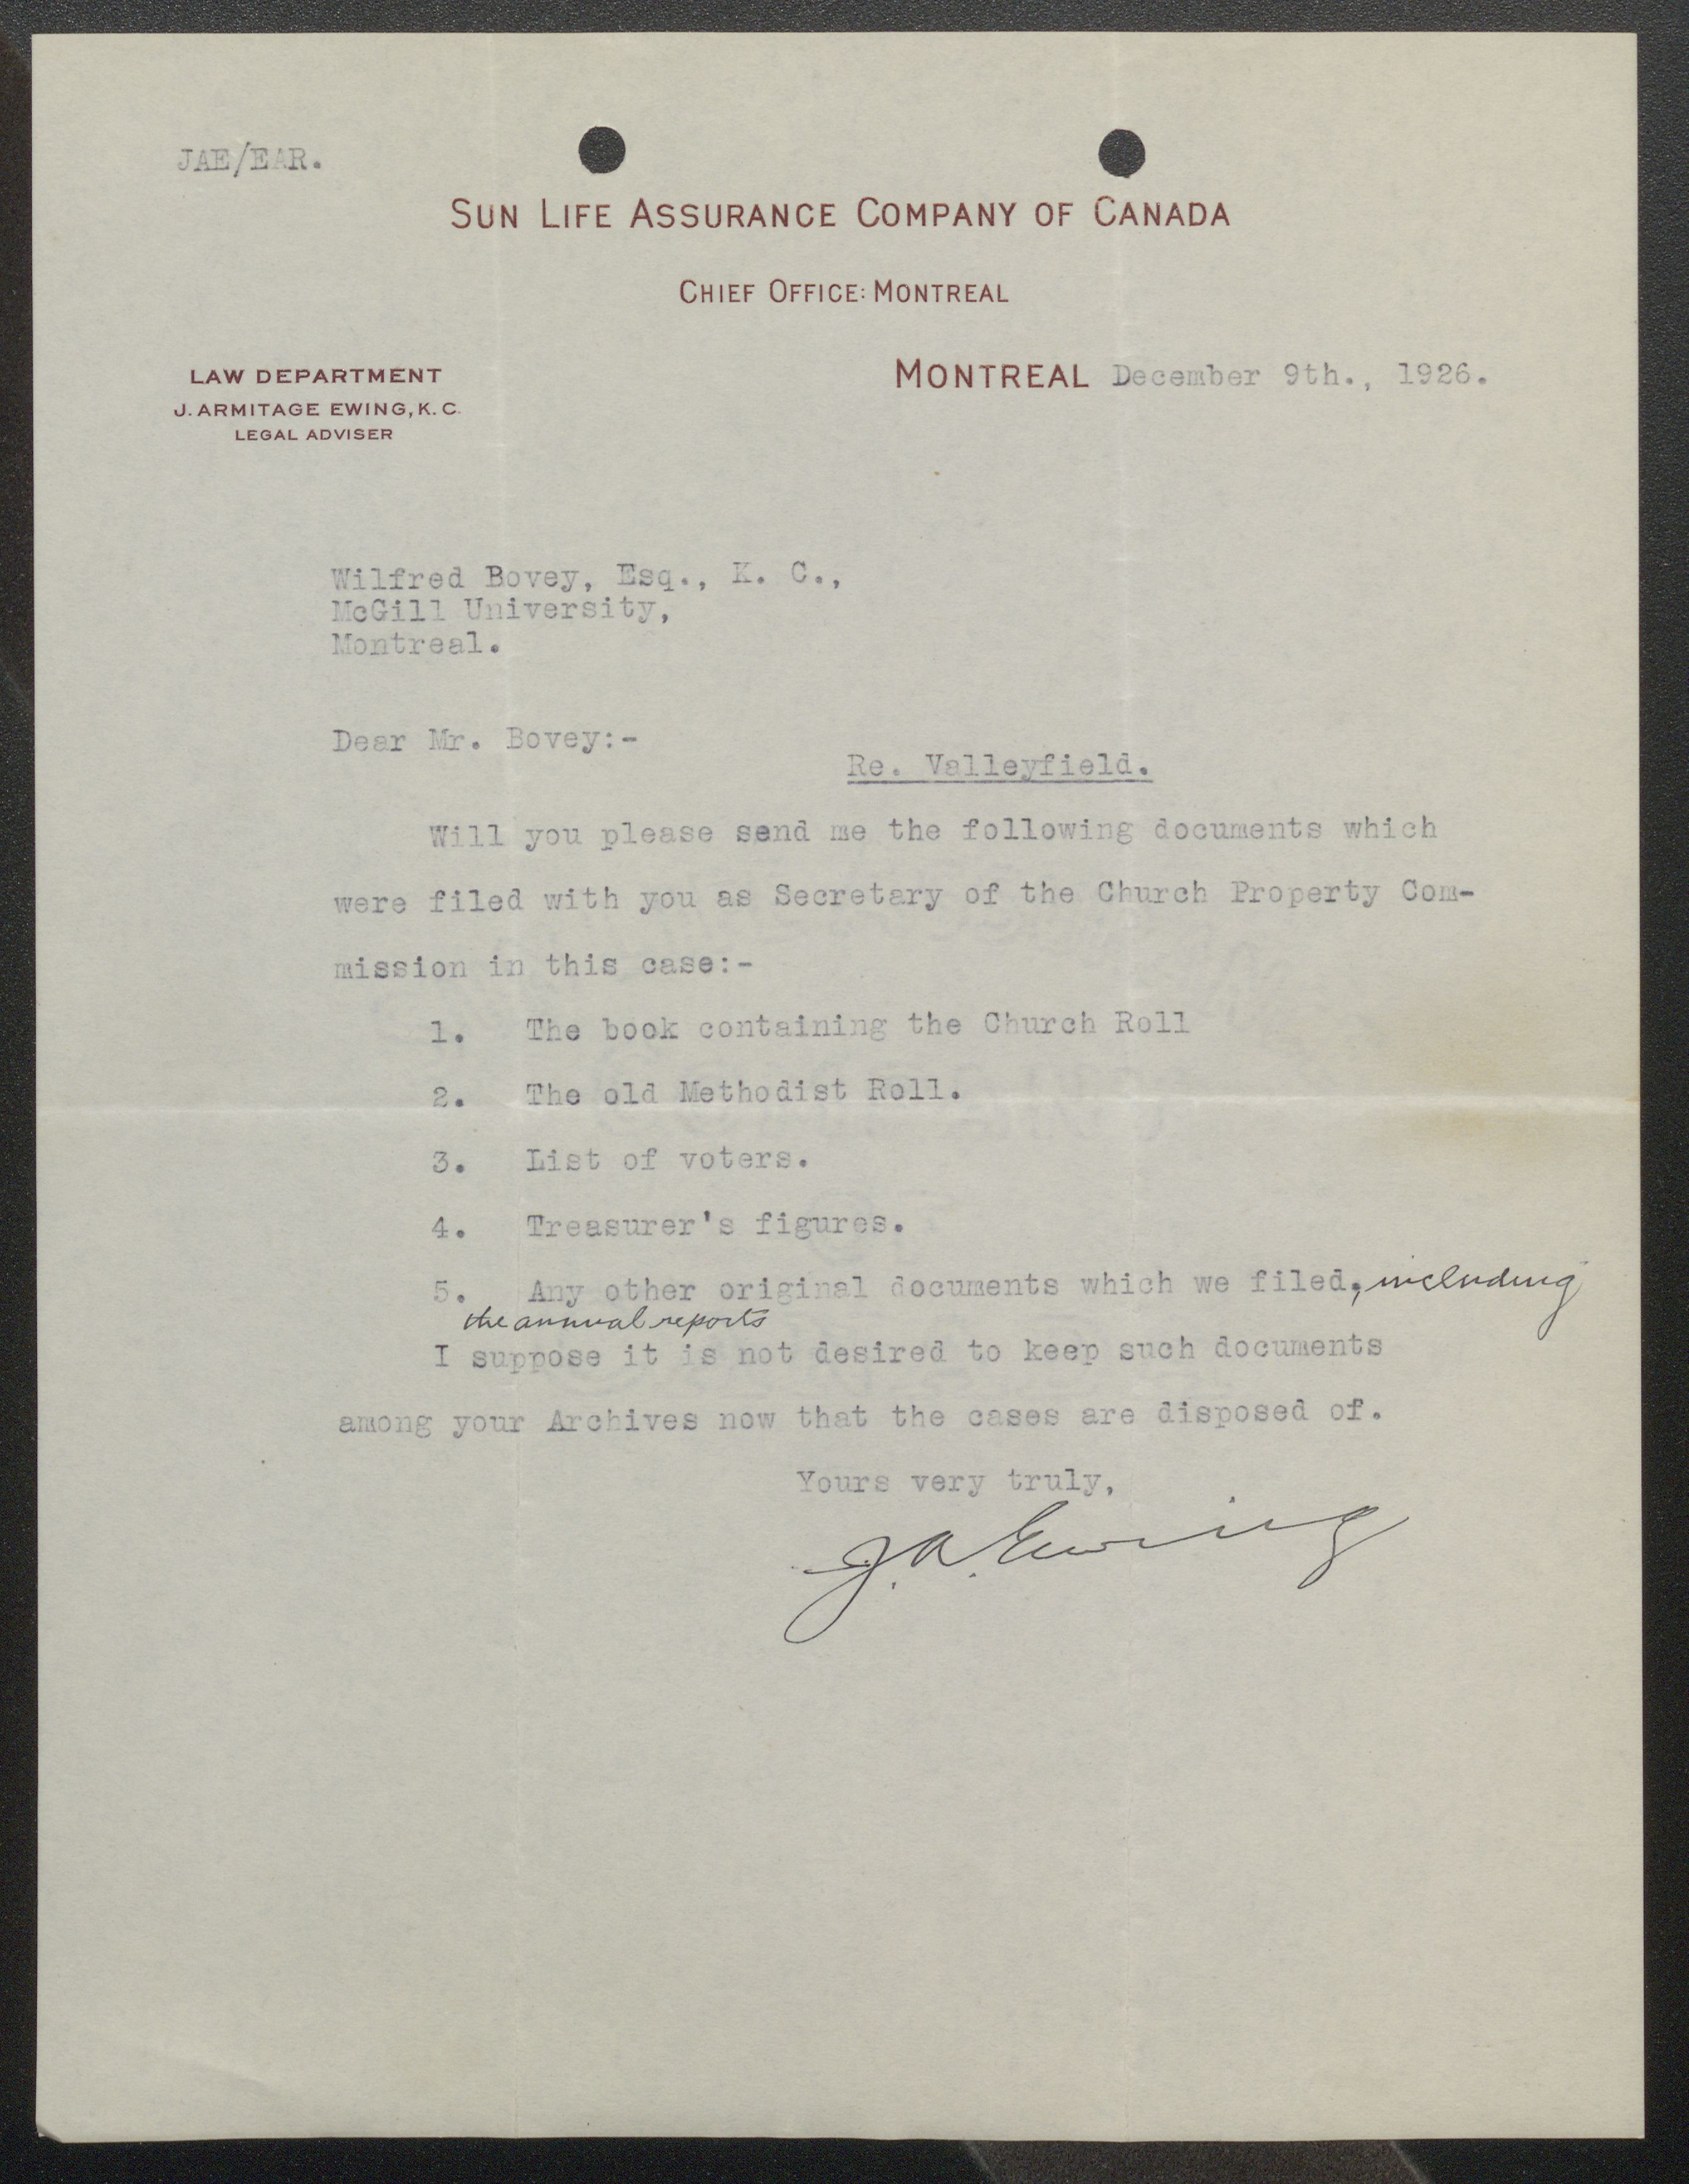 JAE/EAR.
SUN LIFE ASSURANCE COMPANY OF CANADA
CHIEF OFFICE: MONTREAL
MONTREAL December 9th., 1926.
LAW DEPARTMENT
J. ARMITAGE EWING, K. C.
LEGAL ADVISER
Wilfred Bovey, Esq., K. C.,
McGill University,
Montreal.
Dear Mr. Bovey:-
Re. Valleyfield.
Will you please send me the following documents which
were filed with you as Secretary of the Church Property Com-
mission in this case:-
1. The book containing the Church Roll
2. The old Methodist Roll.
3. List of voters.
4. Treasurer's figures.
5. Any other original documents which we filed, including
the annual reports
I suppose it is not desired to keep such documents
among your Archives now that the cases are disposed of.
Yours very truly,
J. A. Ewing